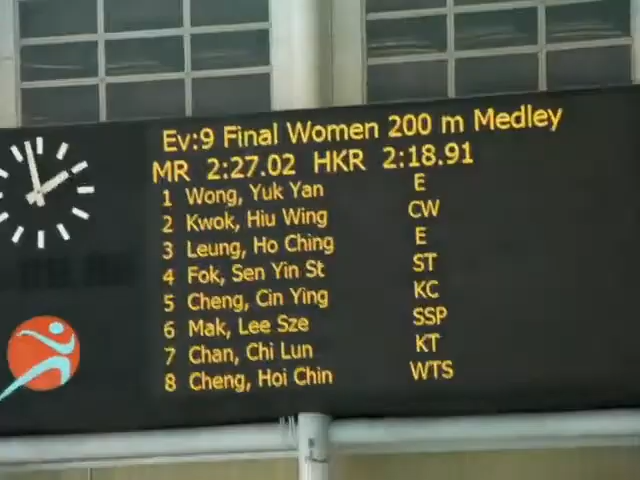 Ev:9 Final Women 200 m Medley
MR 2:27.02 HKR 2:18.91
1 Wong, Yuk Yan E
2 Kwok, Hiu Wing CW
3 Leung, Ho Ching E
4 Fok, Sen Yin St ST
5 Cheng, Cin Ying KC
6 Mak, Lee Sze SSP
7 Chan, Chi Lun KT
8 Cheng, Hoi Chin WTS